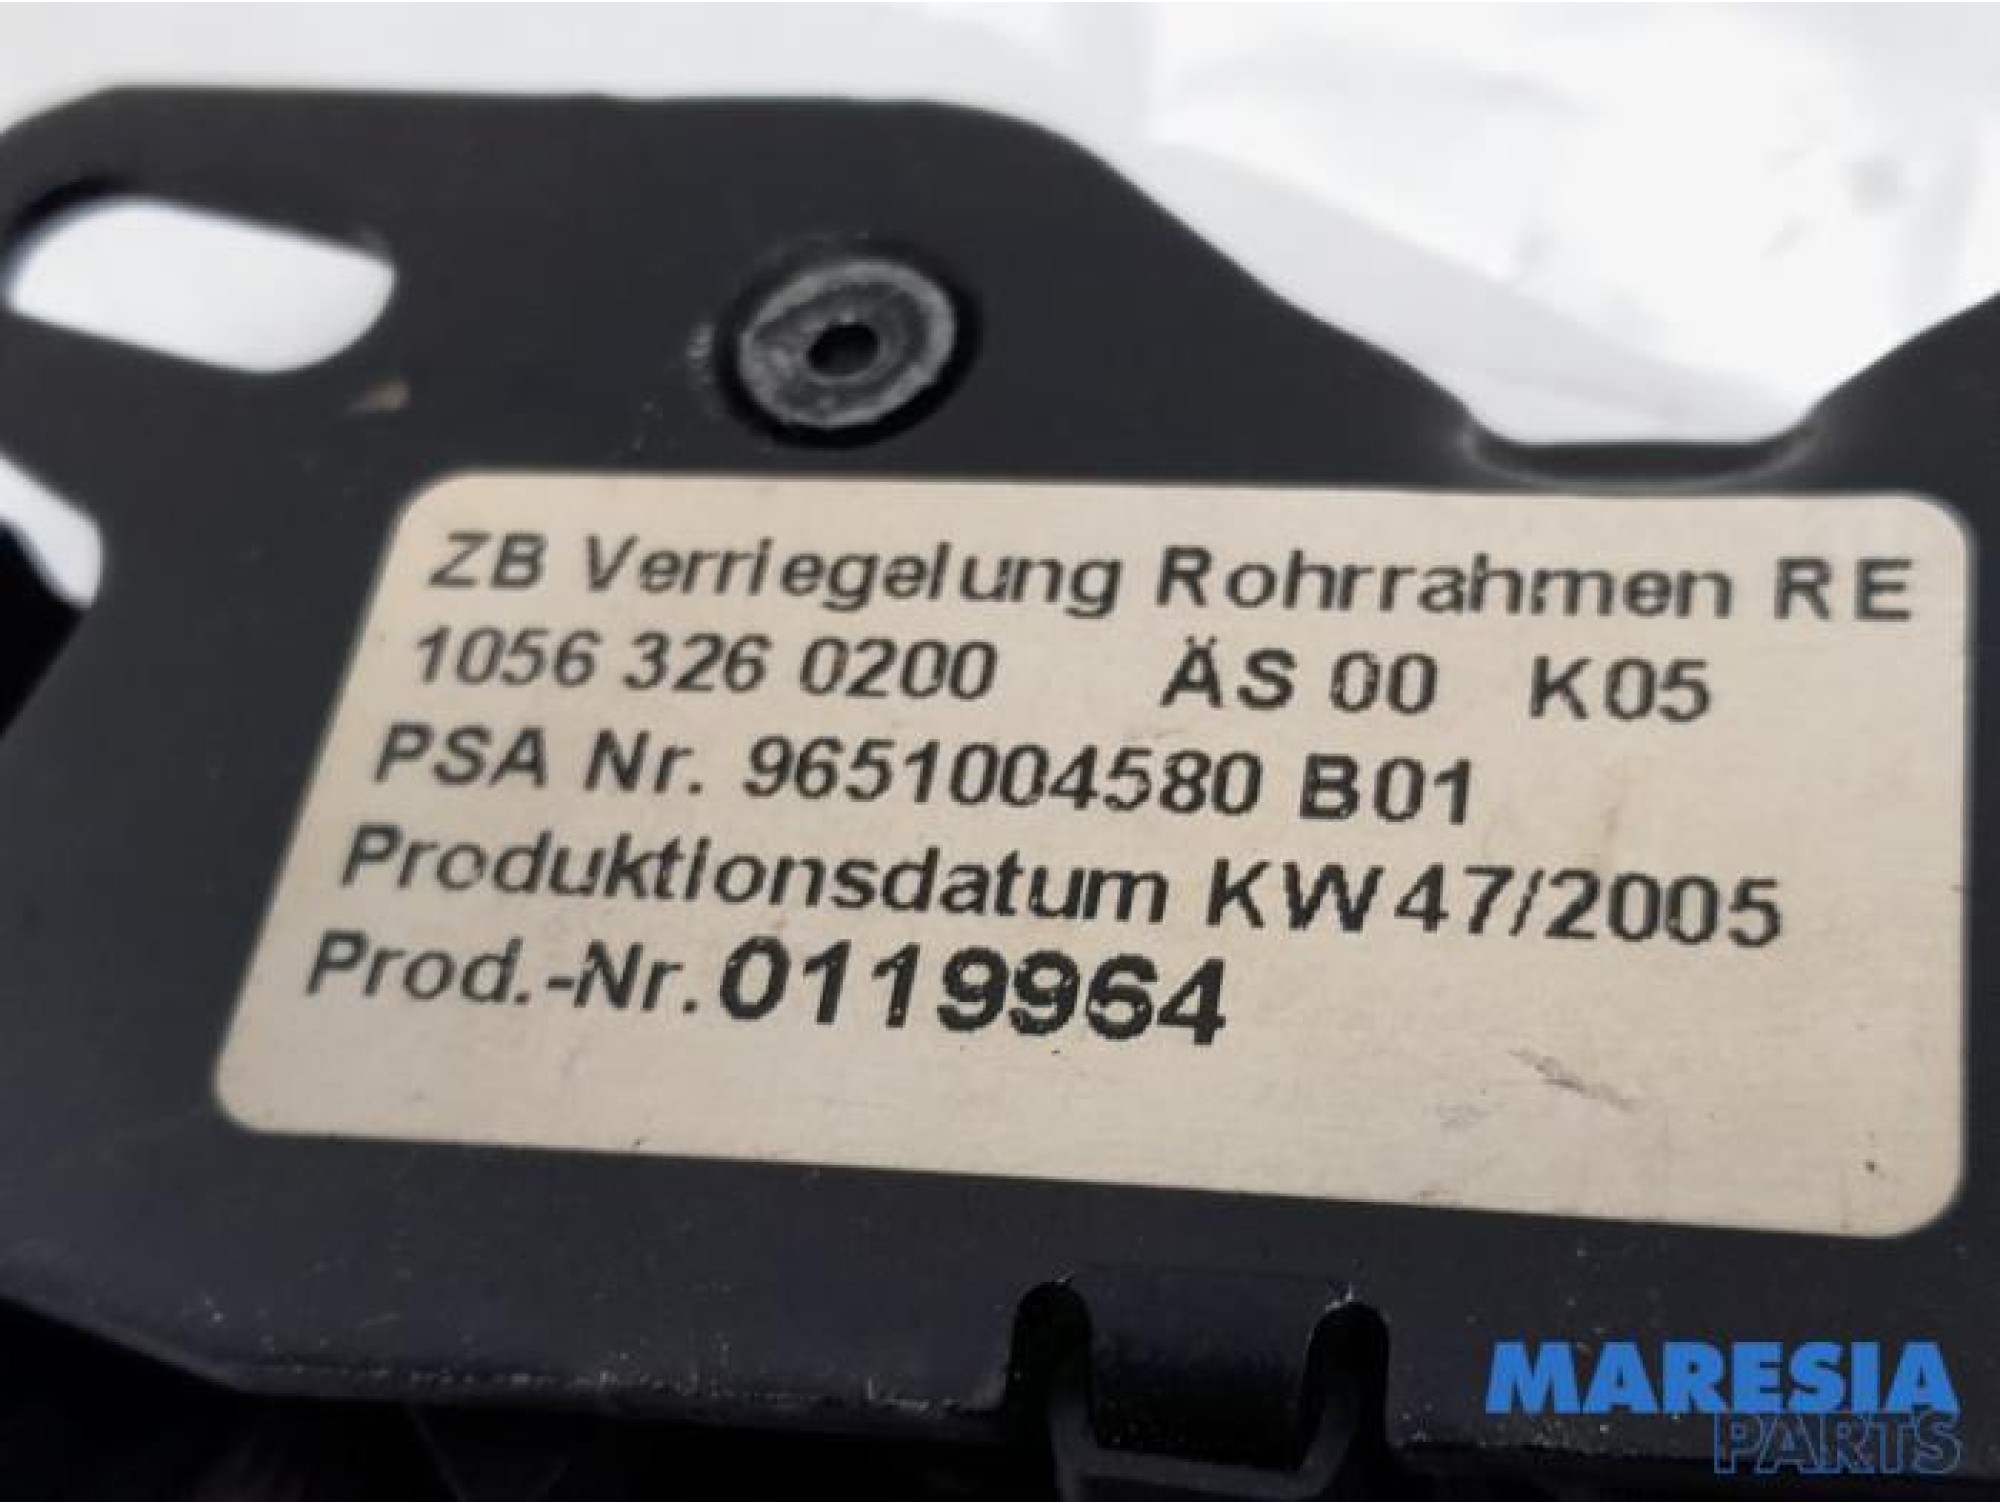 ZB Verriegelung Rohrrahmen RE
1056 326 0200 ÄS 00 K05
PSA Nr. 9651004580 B01
Produktionsdatum KW 47/2005
Prod.-Nr. 0119964
MARESIA
PARTS